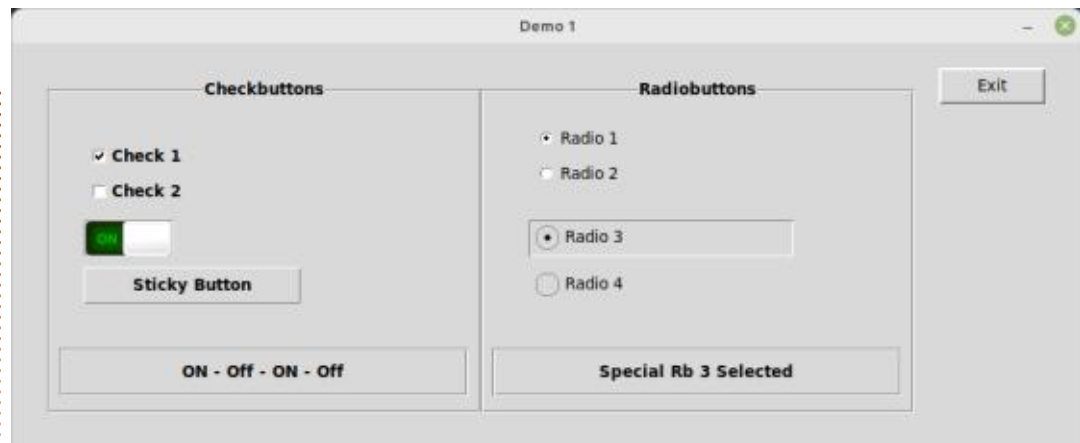 Demo 1
Checkbuttons
Check 1
Check 2
ON
Sticky Button
ON - Off - ON - Off
Radiobuttons
Radio 1
Radio 2
Radio 3
Radio 4
Special Rb 3 Selected
Exit